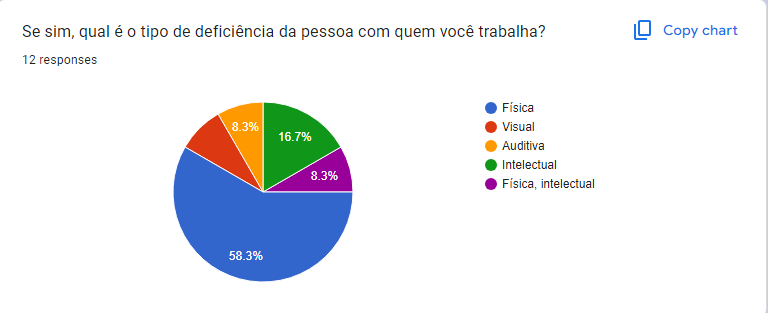 Se sim, qual é o tipo de deficiência da pessoa com quem você trabalha?
Copy chart
12 responses
Física
Visual
Auditiva
Intelectual
Física, intelectual
8.3%
16.7%
8.3%
58.3%